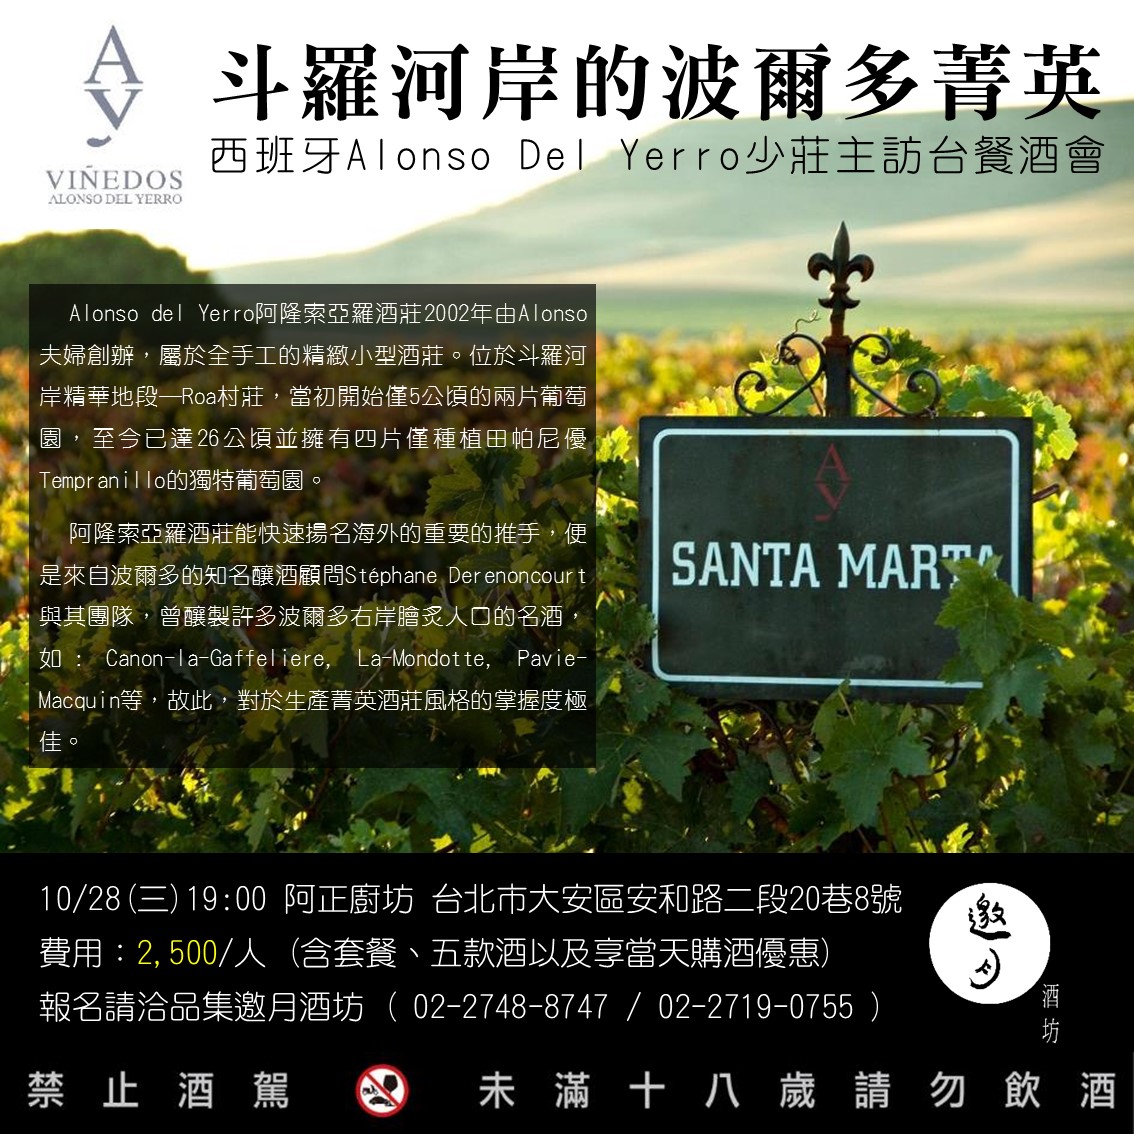 AY
VIÑEDOS
ALONSO DEL YERRO
斗羅河岸的波爾多菁英
西班牙Alonso Del Yerro少莊主訪台餐酒會
Alonso del Yerro阿隆索亞羅酒莊2002年由Alonso
夫婦創辦，屬於全手工的精緻小型酒莊。位於斗羅河
岸精華地段—Roa村莊，當初開始僅5公頃的兩片葡萄
園，至今已達26公頃並擁有四片僅種植田帕尼優
Tempranillo的獨特葡萄園。
阿隆索亞羅酒莊能快速揚名海外的重要的推手，便
是來自波爾多的知名釀酒顧問Stéphane Derenoncourt
與其團隊，曾釀製許多波爾多右岸膾炙人口的名酒，
如：Canon-la-Gaffeliere, La-Mondotte, Pavie-
Macquin等，故此，對於生產菁英酒莊風格的掌握度極
佳。
AY
SANTA MARTA
10/28(三)19:00 阿正廚坊 台北市大安區安和路二段20巷8號
費用：2,500/人 (含套餐、五款酒以及享當天購酒優惠)
報名請洽品集邀月酒坊 ( 02-2748-8747 / 02-2719-0755 )
邀月
酒坊
禁止酒駕 未滿十八歲請勿飲酒